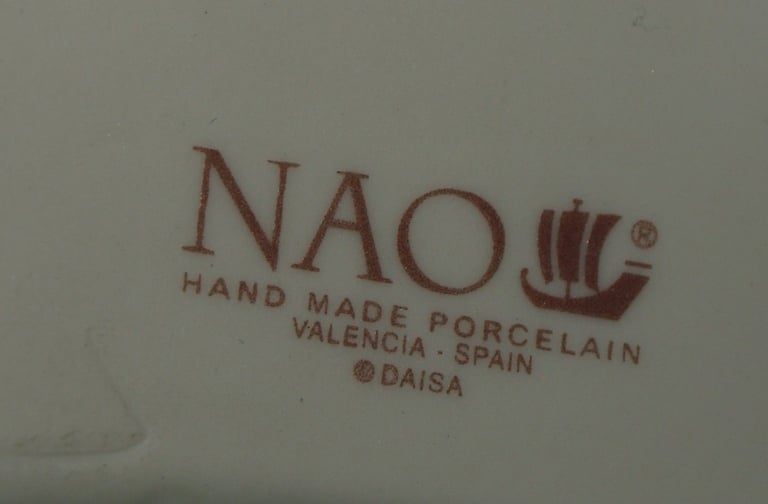 NAO ®
HAND MADE PORCELAIN
VALENCIA · SPAIN
© DAISA